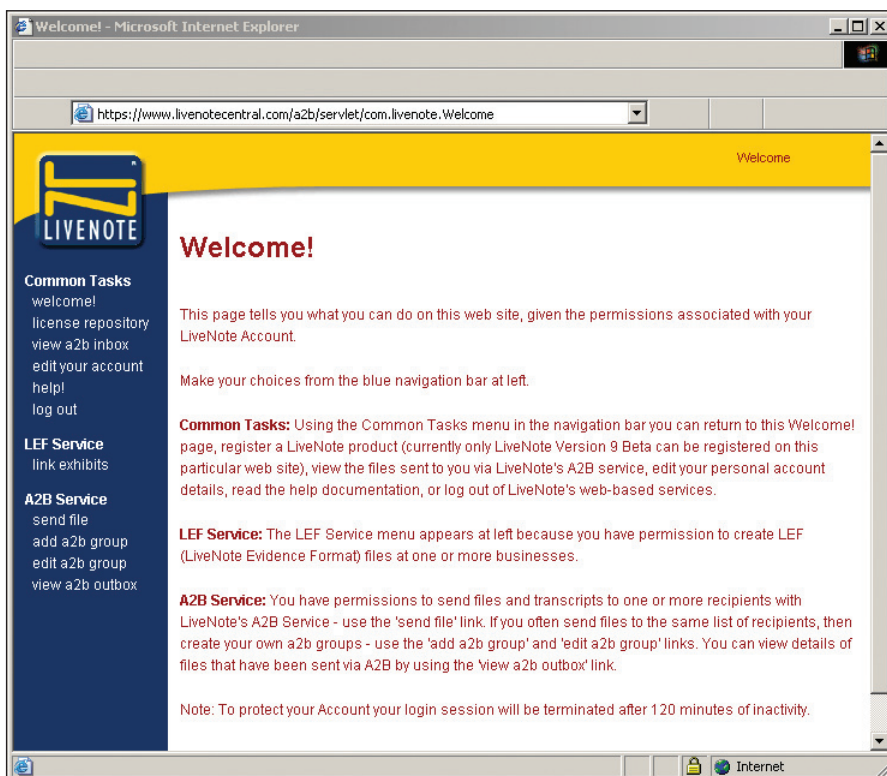 Welcome! - Microsoft Internet Explorer
https://www.livenotecentral.com/a2b/servlet/com.livenote.Welcome
Welcome
LN
LIVENOTE
Welcome!
Common Tasks
welcome!
license repository
view a2b inbox
edit your account
help!
log out
LEF Service
link exhibits
A2B Service
send file
add a2b group
edit a2b group
view a2b outbox
This page tells you what you can do on this web site, given the permissions associated with your
LiveNote Account.
Make your choices from the blue navigation bar at left.
Common Tasks: Using the Common Tasks menu in the navigation bar you can return to this Welcome!
page, register a LiveNote product (currently only LiveNote Version 9 Beta can be registered on this
particular web site), view the files sent to you via LiveNote's A2B service, edit your personal account
details, read the help documentation, or log out of LiveNote's web-based services.
LEF Service: The LEF Service menu appears at left because you have permission to create LEF
(LiveNote Evidence Format) files at one or more businesses.
A2B Service: You have permissions to send files and transcripts to one or more recipients with
LiveNote's A2B Service - use the 'send file' link. If you often send files to the same list of recipients, then
create your own a2b groups - use the 'add a2b group' and 'edit a2b group' links. You can view details of
files that have been sent via A2B by using the 'view a2b outbox' link.
Note: To protect your Account your login session will be terminated after 120 minutes of inactivity.
Internet